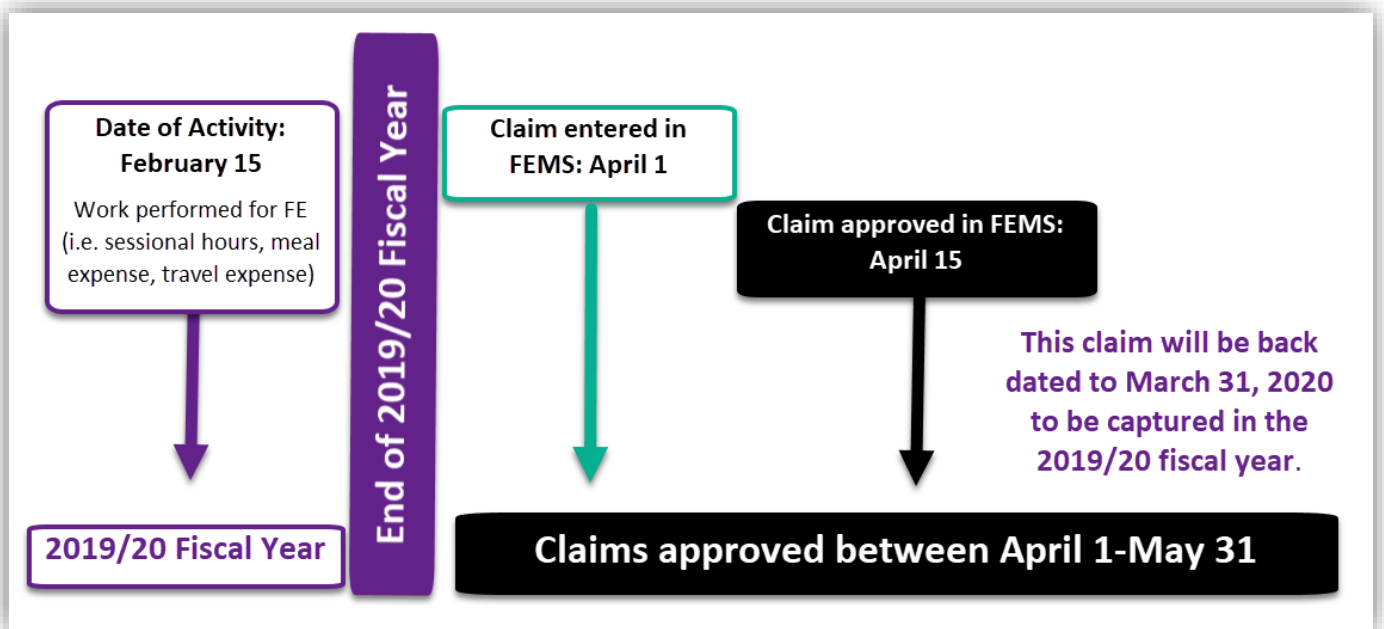 Date of Activity:
February 15
Work performed for FE
(i.e. sessional hours, meal
expense, travel expense)
2019/20 Fiscal Year
End of 2019/20 Fiscal Year
Claim entered in
FEMS: April 1
Claim approved in FEMS:
April 15
This claim will be back
dated to March 31, 2020
to be captured in the
2019/20 fiscal year.
Claims approved between April 1-May 31